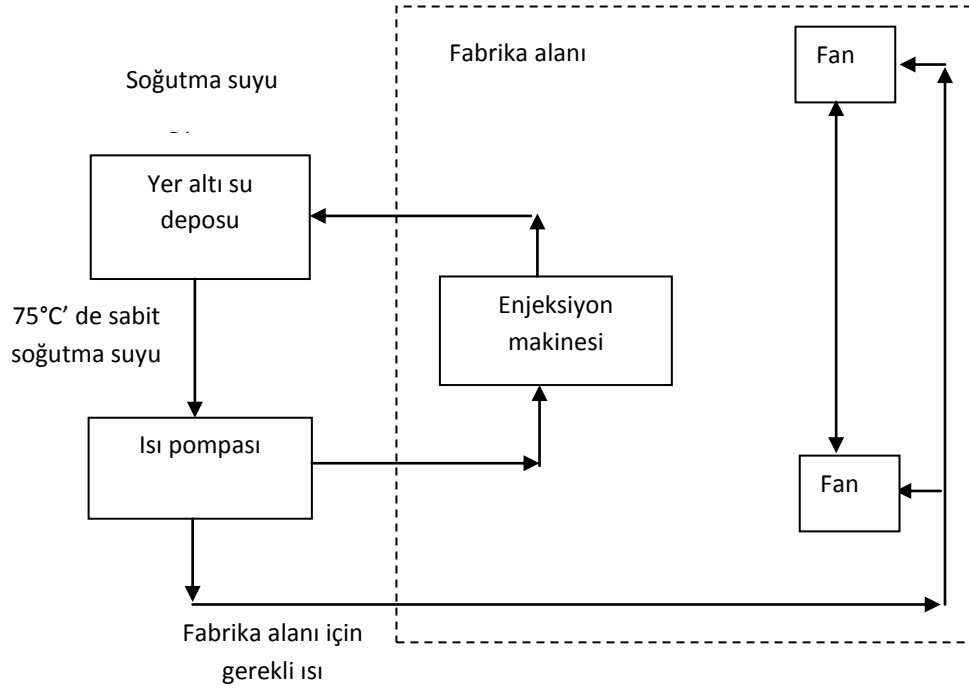 Fabrika alanı
Fan
Soğutma suyu
Yer altı su
deposu
Enjeksiyon
makinesi
75°C’ de sabit
soğutma suyu
Isı pompası
Fan
Fabrika alanı için
gerekli ısı